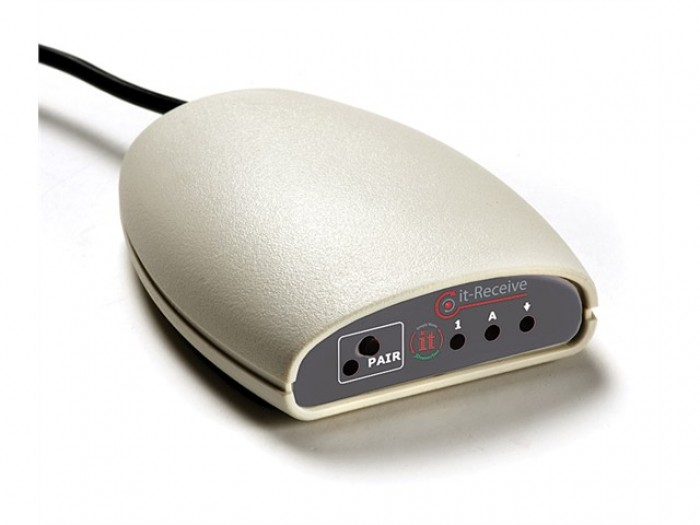 it-Receive
1 A ↓
it
PAIR